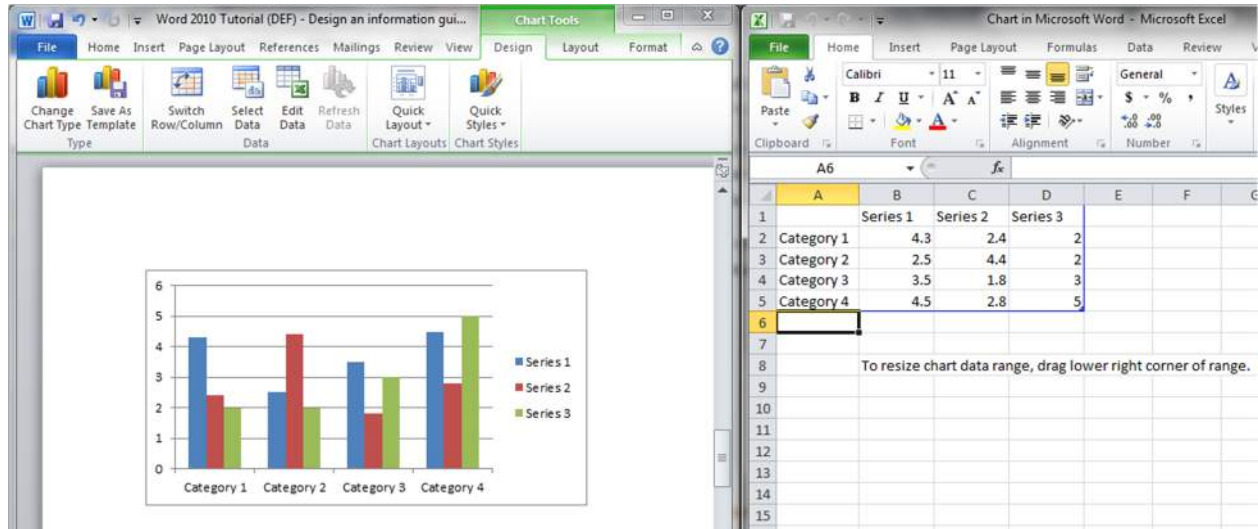 Word 2010 Tutorial (DEF) - Design an information gui...
Chart Tools
File Home Insert Page Layout References Mailings Review View Design Layout Format
Change Chart Type
Save As Template
Switch Row/Column
Select Data
Edit Data
Refresh Data
Quick Layout
Quick Styles
Type Data Chart Layouts Chart Styles
6
5
4
3
2
1
0
Category 1 Category 2 Category 3 Category 4
Series 1
Series 2
Series 3
Chart in Microsoft Word - Microsoft Excel
File Home Insert Page Layout Formulas Data Review
Paste
Calibri 11
B I U A A
A
General
$ % ,
.00 .00
Styles
Clipboard Font Alignment Number
A6 fx
A B C D E F G
1 Series 1 Series 2 Series 3
2 Category 1 4.3 2.4 2
3 Category 2 2.5 4.4 2
4 Category 3 3.5 1.8 3
5 Category 4 4.5 2.8 5
6
7
8 To resize chart data range, drag lower right corner of range.
9
10
11
12
13
14
15